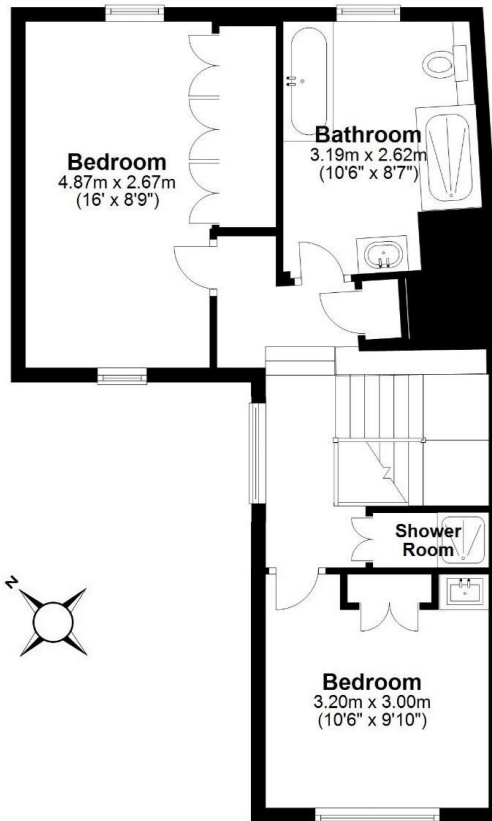 Bedroom
4.87m x 2.67m
(16' x 8'9")
Bathroom
3.19m x 2.62m
(10'6" x 8'7")
Shower
Room
N
Bedroom
3.20m x 3.00m
(10'6" x 9'10")